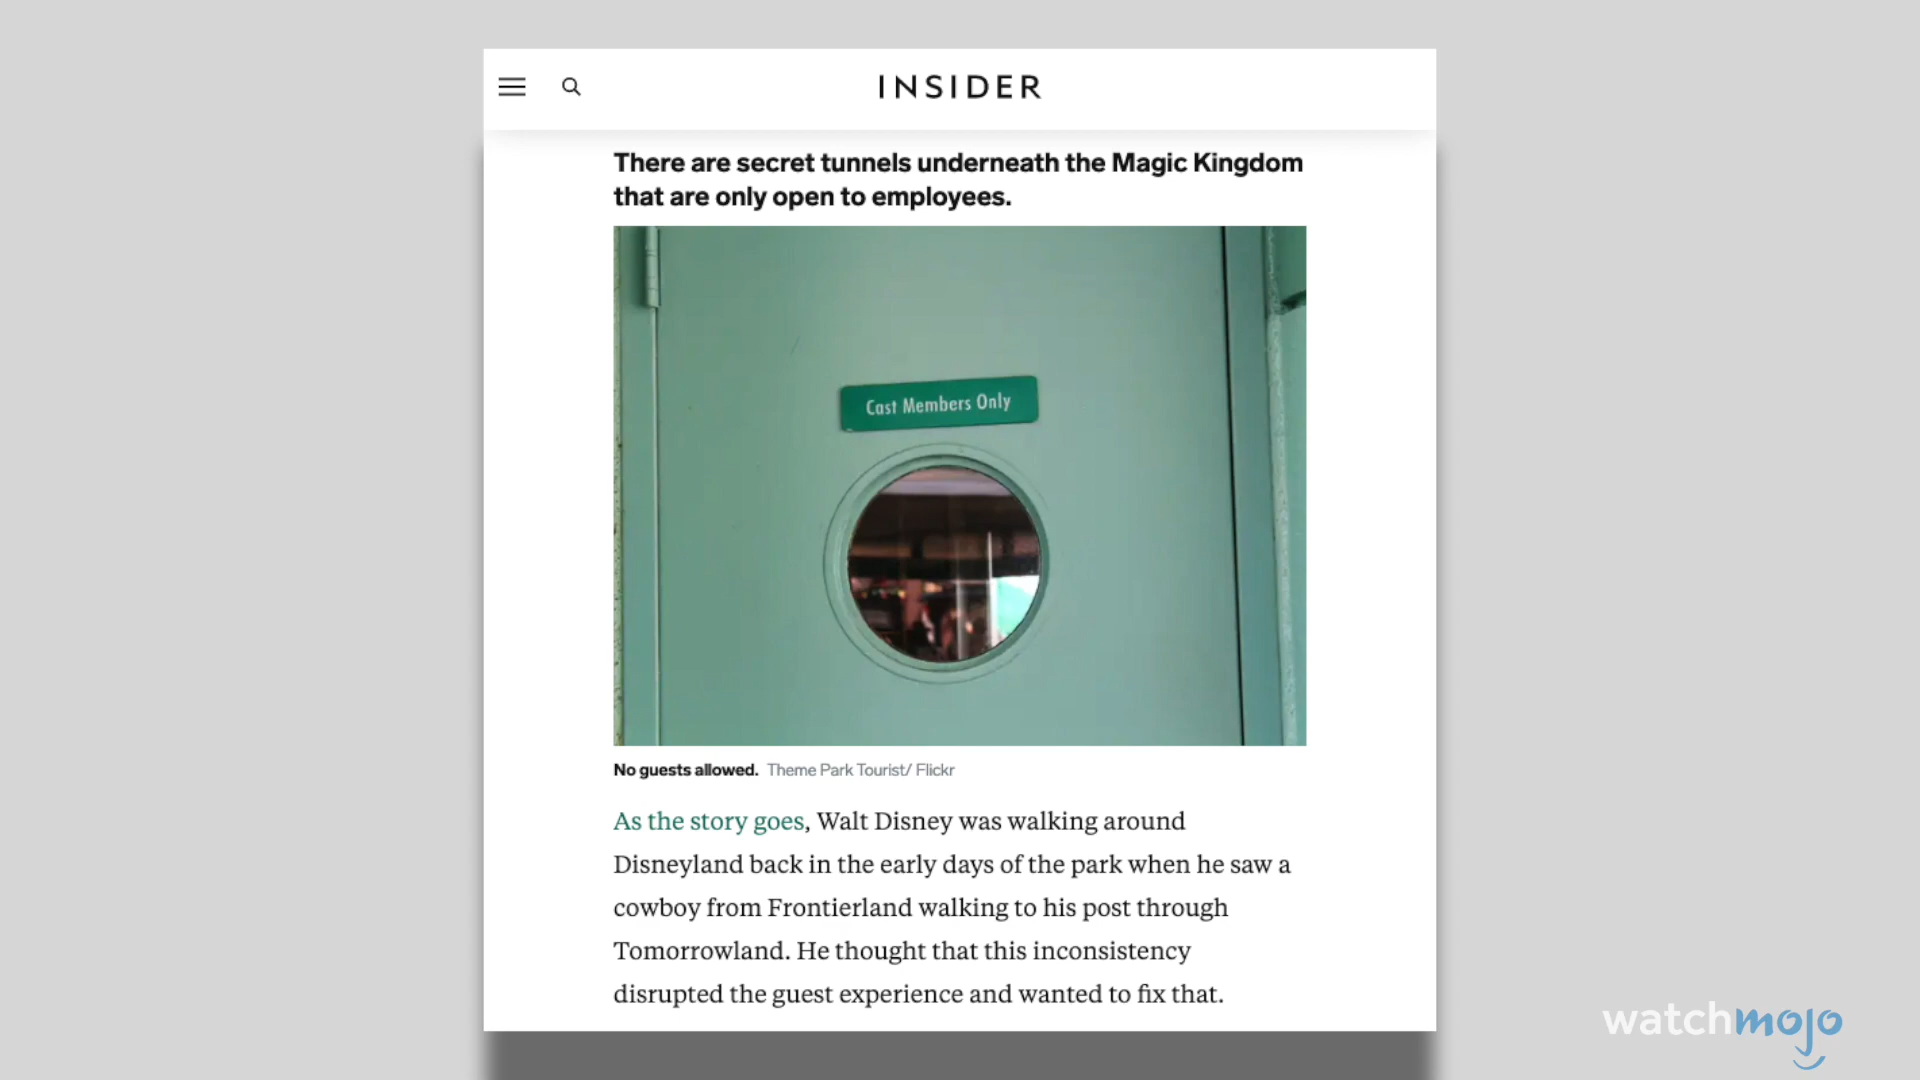 INSIDER
There are secret tunnels underneath the Magic Kingdom
that are only open to employees.
Cast Members Only
No guests allowed. Theme Park Tourist/ Flickr
As the story goes, Walt Disney was walking around
Disneyland back in the early days of the park when he saw a
cowboy from Frontierland walking to his post through
Tomorrowland. He thought that this inconsistency
disrupted the guest experience and wanted to fix that.
watchmojo